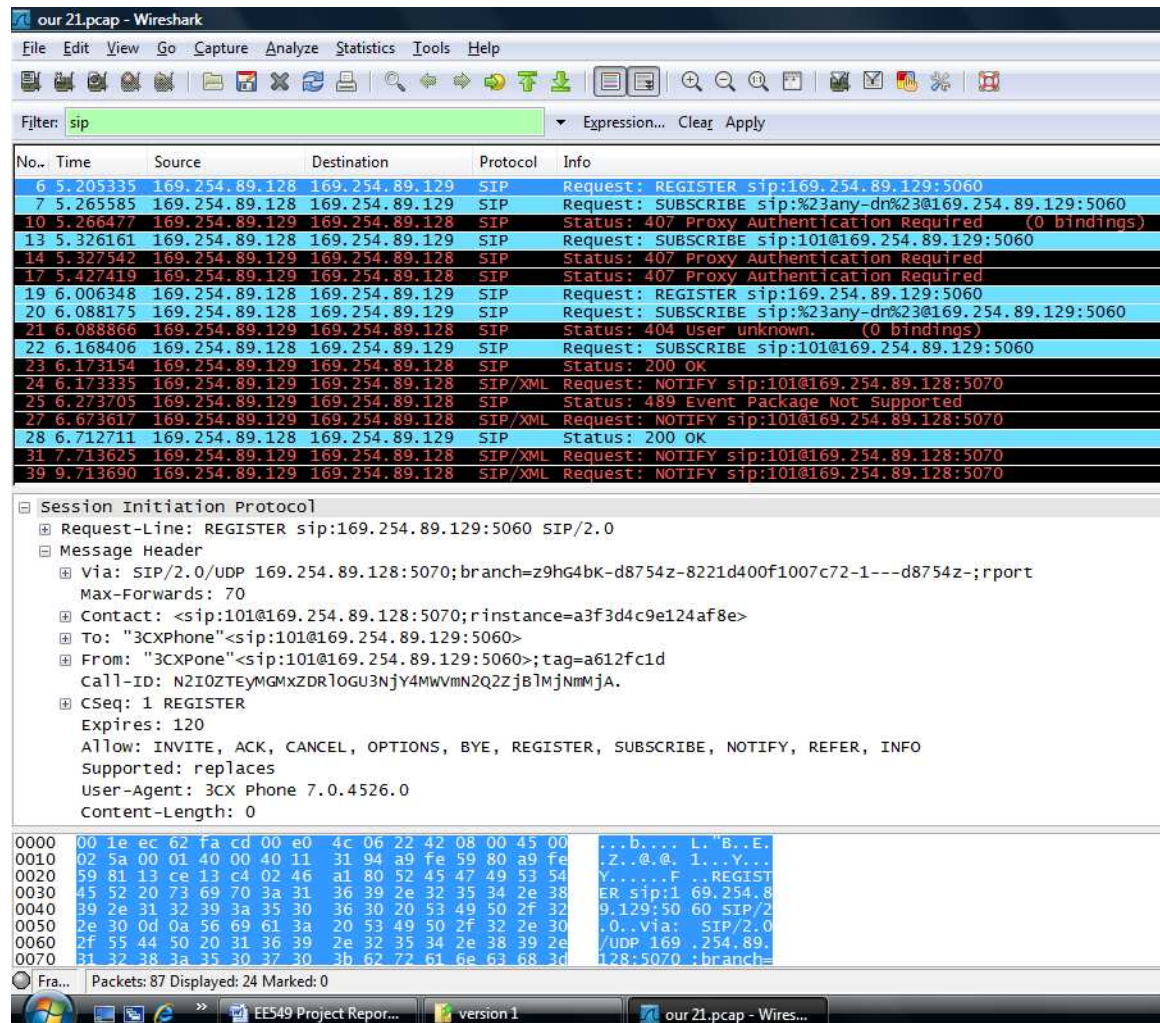 our 21.pcap - Wireshark
File Edit View Go Capture Analyze Statistics Tools Help
Filter: sip Expression... Clear Apply
No.. Time Source Destination Protocol Info
6 5.205335 169.254.89.128 169.254.89.129 SIP Request: REGISTER sip:169.254.89.129:5060
7 5.265585 169.254.89.128 169.254.89.129 SIP Request: SUBSCRIBE sip:%23any-dn%23@169.254.89.129:5060
10 5.266477 169.254.89.129 169.254.89.128 SIP Status: 407 Proxy Authentication Required (0 bindings)
13 5.326161 169.254.89.128 169.254.89.129 SIP Request: SUBSCRIBE sip:101@169.254.89.129:5060
14 5.327542 169.254.89.129 169.254.89.128 SIP Status: 407 Proxy Authentication Required
17 5.427419 169.254.89.129 169.254.89.128 SIP Status: 407 Proxy Authentication Required
19 6.006348 169.254.89.128 169.254.89.129 SIP Request: REGISTER sip:169.254.89.129:5060
20 6.088175 169.254.89.128 169.254.89.129 SIP Request: SUBSCRIBE sip:%23any-dn%23@169.254.89.129:5060
21 6.088866 169.254.89.129 169.254.89.128 SIP Status: 404 User unknown. (0 bindings)
22 6.168406 169.254.89.128 169.254.89.129 SIP Request: SUBSCRIBE sip:101@169.254.89.129:5060
23 6.173154 169.254.89.129 169.254.89.128 SIP Status: 200 OK
24 6.173335 169.254.89.129 169.254.89.128 SIP/XML Request: NOTIFY sip:101@169.254.89.128:5070
25 6.273705 169.254.89.129 169.254.89.128 SIP Status: 489 Event Package Not Supported
27 6.673617 169.254.89.129 169.254.89.128 SIP/XML Request: NOTIFY sip:101@169.254.89.128:5070
28 6.712711 169.254.89.128 169.254.89.129 SIP Status: 200 OK
31 7.713625 169.254.89.129 169.254.89.128 SIP/XML Request: NOTIFY sip:101@169.254.89.128:5070
39 9.713690 169.254.89.129 169.254.89.128 SIP/XML Request: NOTIFY sip:101@169.254.89.128:5070
Session Initiation Protocol
Request-Line: REGISTER sip:169.254.89.129:5060 SIP/2.0
Message Header
Via: SIP/2.0/UDP 169.254.89.128:5070;branch=z9hG4bK-d8754z-8221d400f1007c72-1---d8754z-;rport
Max-Forwards: 70
Contact: <sip:101@169.254.89.128:5070;rinstance=a3f3d4c9e124af8e>
To: "3CXPhone"<sip:101@169.254.89.129:5060>
From: "3CXPone"<sip:101@169.254.89.129:5060>;tag=a612fc1d
Call-ID: N2I0ZTEyMGMxZDRlOGU3NjY4MWVmN2Q2ZjBlMjNmMjA.
CSeq: 1 REGISTER
Expires: 120
Allow: INVITE, ACK, CANCEL, OPTIONS, BYE, REGISTER, SUBSCRIBE, NOTIFY, REFER, INFO
Supported: replaces
User-Agent: 3CX Phone 7.0.4526.0
Content-Length: 0
0000 00 1e ec 62 fa cd 00 e0 4c 06 22 42 08 00 45 00 ...b.... L."B..E.
0010 02 5a 00 01 40 00 40 11 31 94 a9 fe 59 80 a9 fe .Z..@.@. 1...Y...
0020 59 81 13 ce 13 c4 02 46 a1 80 52 45 47 49 53 54 Y......F ..REGIST
0030 45 52 20 73 69 70 3a 31 36 39 2e 32 35 34 2e 38 ER sip:1 69.254.8
0040 39 2e 31 32 39 3a 35 30 36 30 20 53 49 50 2f 32 9.129:50 60 SIP/2
0050 2e 30 0d 0a 56 69 61 3a 20 53 49 50 2f 32 2e 30 .0..Via: SIP/2.0
0060 2f 55 44 50 20 31 36 39 2e 32 35 34 2e 38 39 2e /UDP 169 .254.89.
0070 31 32 38 3a 35 30 37 30 3b 62 72 61 6e 63 68 3d 128:5070 ;branch=
Fra... Packets: 87 Displayed: 24 Marked: 0
EE549 Project Repor... version 1 our 21.pcap - Wires...